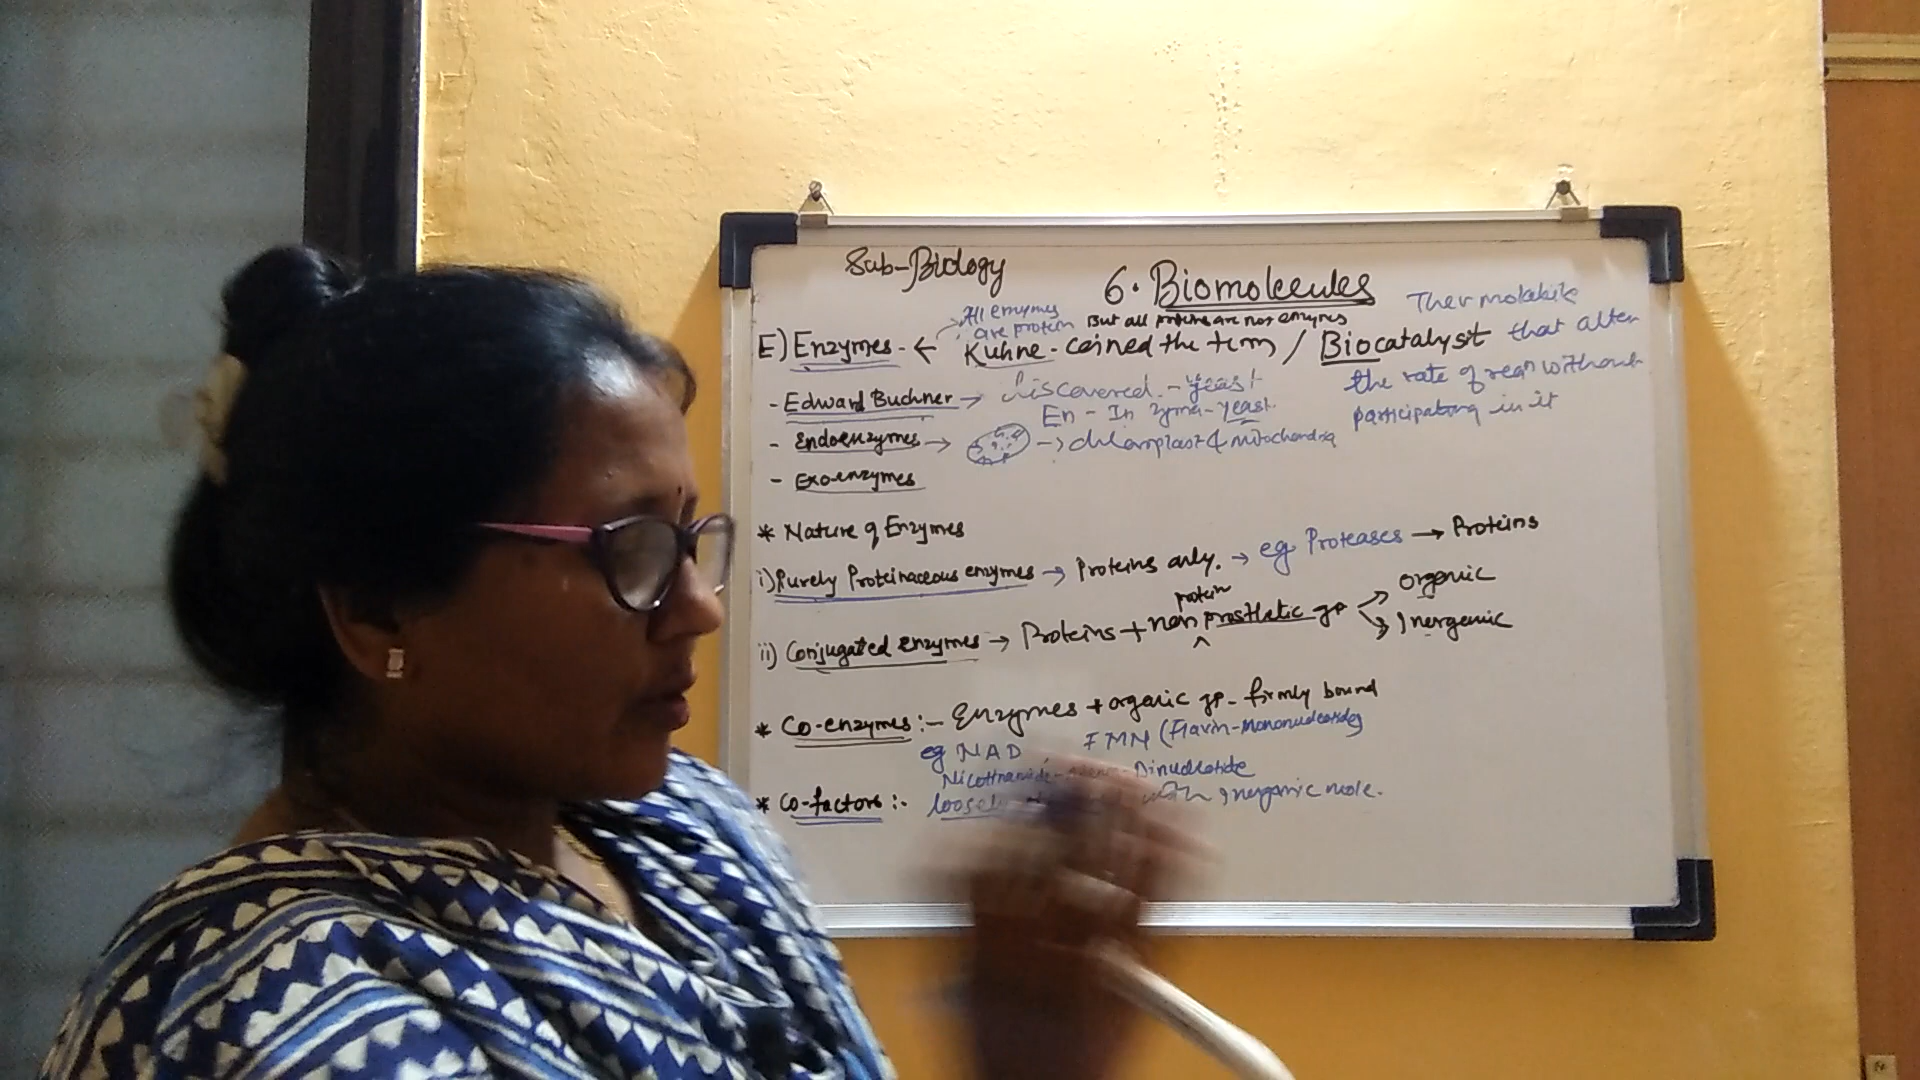 Sub-Biology
6. Biomolecules
All enzymes are protein But all proteins are not enzymes
Thermolabile
E) Enzymes - ← Kuhne - coined the term / Biocatalyst that alter
the rate of rean without
participating in it
- Edward Buchner → discovered - yeast
En - In zyme - yeast
- Endoenzymes → → chloroplast & mitochondria
- Exoenzymes
* Nature of Enzymes
i) Purely Proteinaceous enzymes → Proteins only. → eg Proteases → Proteins
ii) Conjugated enzymes → Proteins + non protein prosthetic gp organic
Inorganic
* Co-enzymes :- Enzymes + organic gp - firmly bound
eg NAD FMN (Flavin-Mononucleotide)
Dinucleotide
* Co-factors :- with inorganic mole.